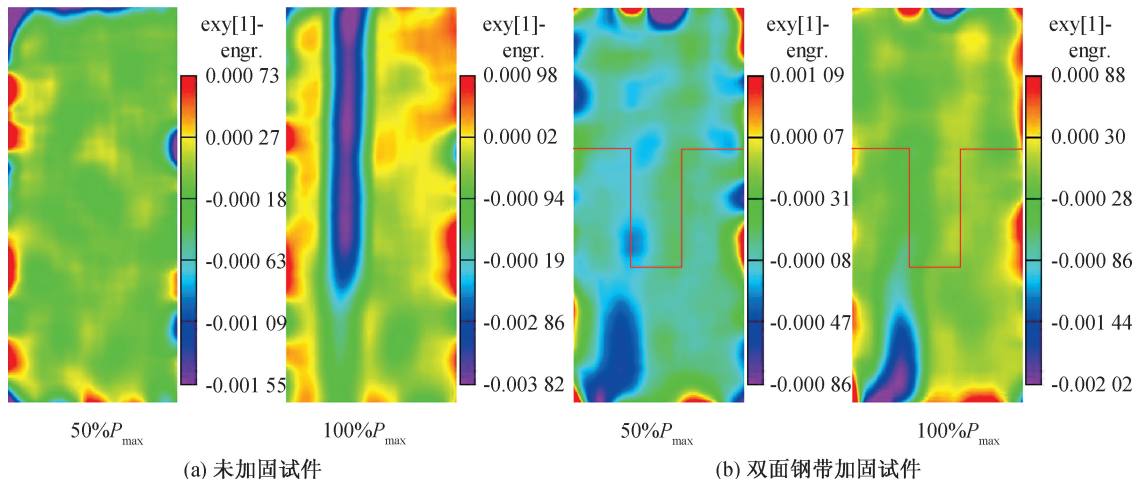 exy[1]-
engr.
0.000 73
0.000 27
-0.000 18
-0.000 63
-0.001 09
-0.001 55
50%Pmax
exy[1]-
engr.
0.000 98
0.000 02
-0.000 94
-0.000 19
-0.002 86
-0.003 82
100%Pmax
(a) 未加固试件
exy[1]-
engr.
0.001 09
0.000 07
-0.000 31
-0.000 08
-0.000 47
-0.000 86
50%Pmax
exy[1]-
engr.
0.000 88
0.000 30
-0.000 28
-0.000 86
-0.001 44
-0.002 02
100%Pmax
(b) 双面钢带加固试件